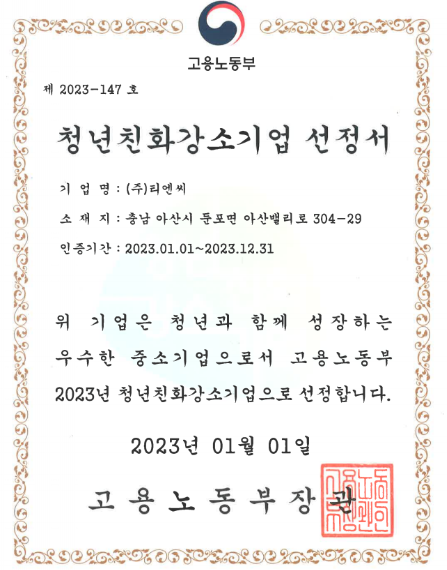 고용노동부
제 2023-147 호
청년친화강소기업 선정서
기 업 명 : (주)티엔씨
소 재 지 : 충남 아산시 둔포면 아산밸리로 304-29
인증기간 : 2023.01.01~2023.12.31
위 기업은 청년과 함께 성장하는
우수한 중소기업으로서 고용노동부
2023년 청년친화강소기업으로 선정합니다.
2023년 01월 01일
고용노동부장관